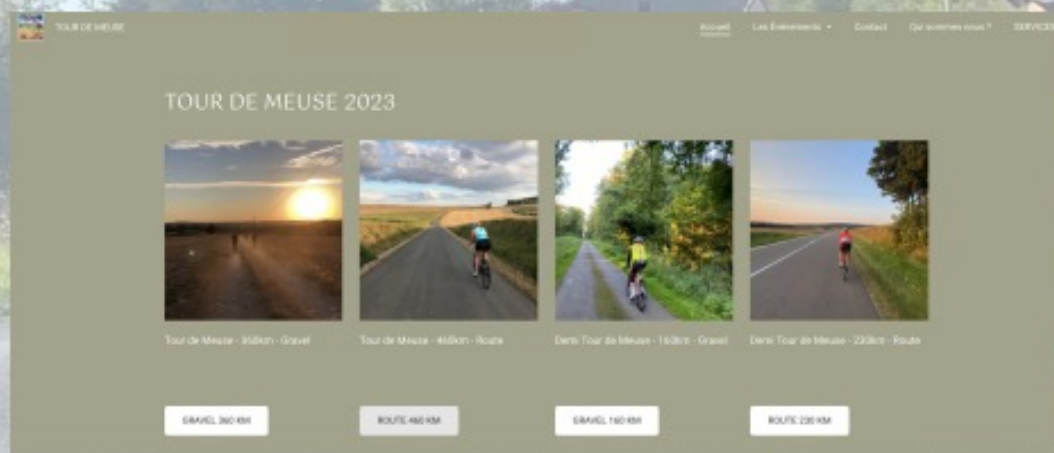 TOUR DE MEUSE
Accueil Les Événements Contact Qui sommes nous ? SERVICES
TOUR DE MEUSE 2023
Tour de Meuse - 360km - Gravel
Tour de Meuse - 460km - Route
Demi Tour de Meuse - 160km - Gravel
Demi Tour de Meuse - 230km - Route
GRAVEL 360 KM
ROUTE 460 KM
GRAVEL 160 KM
ROUTE 230 KM